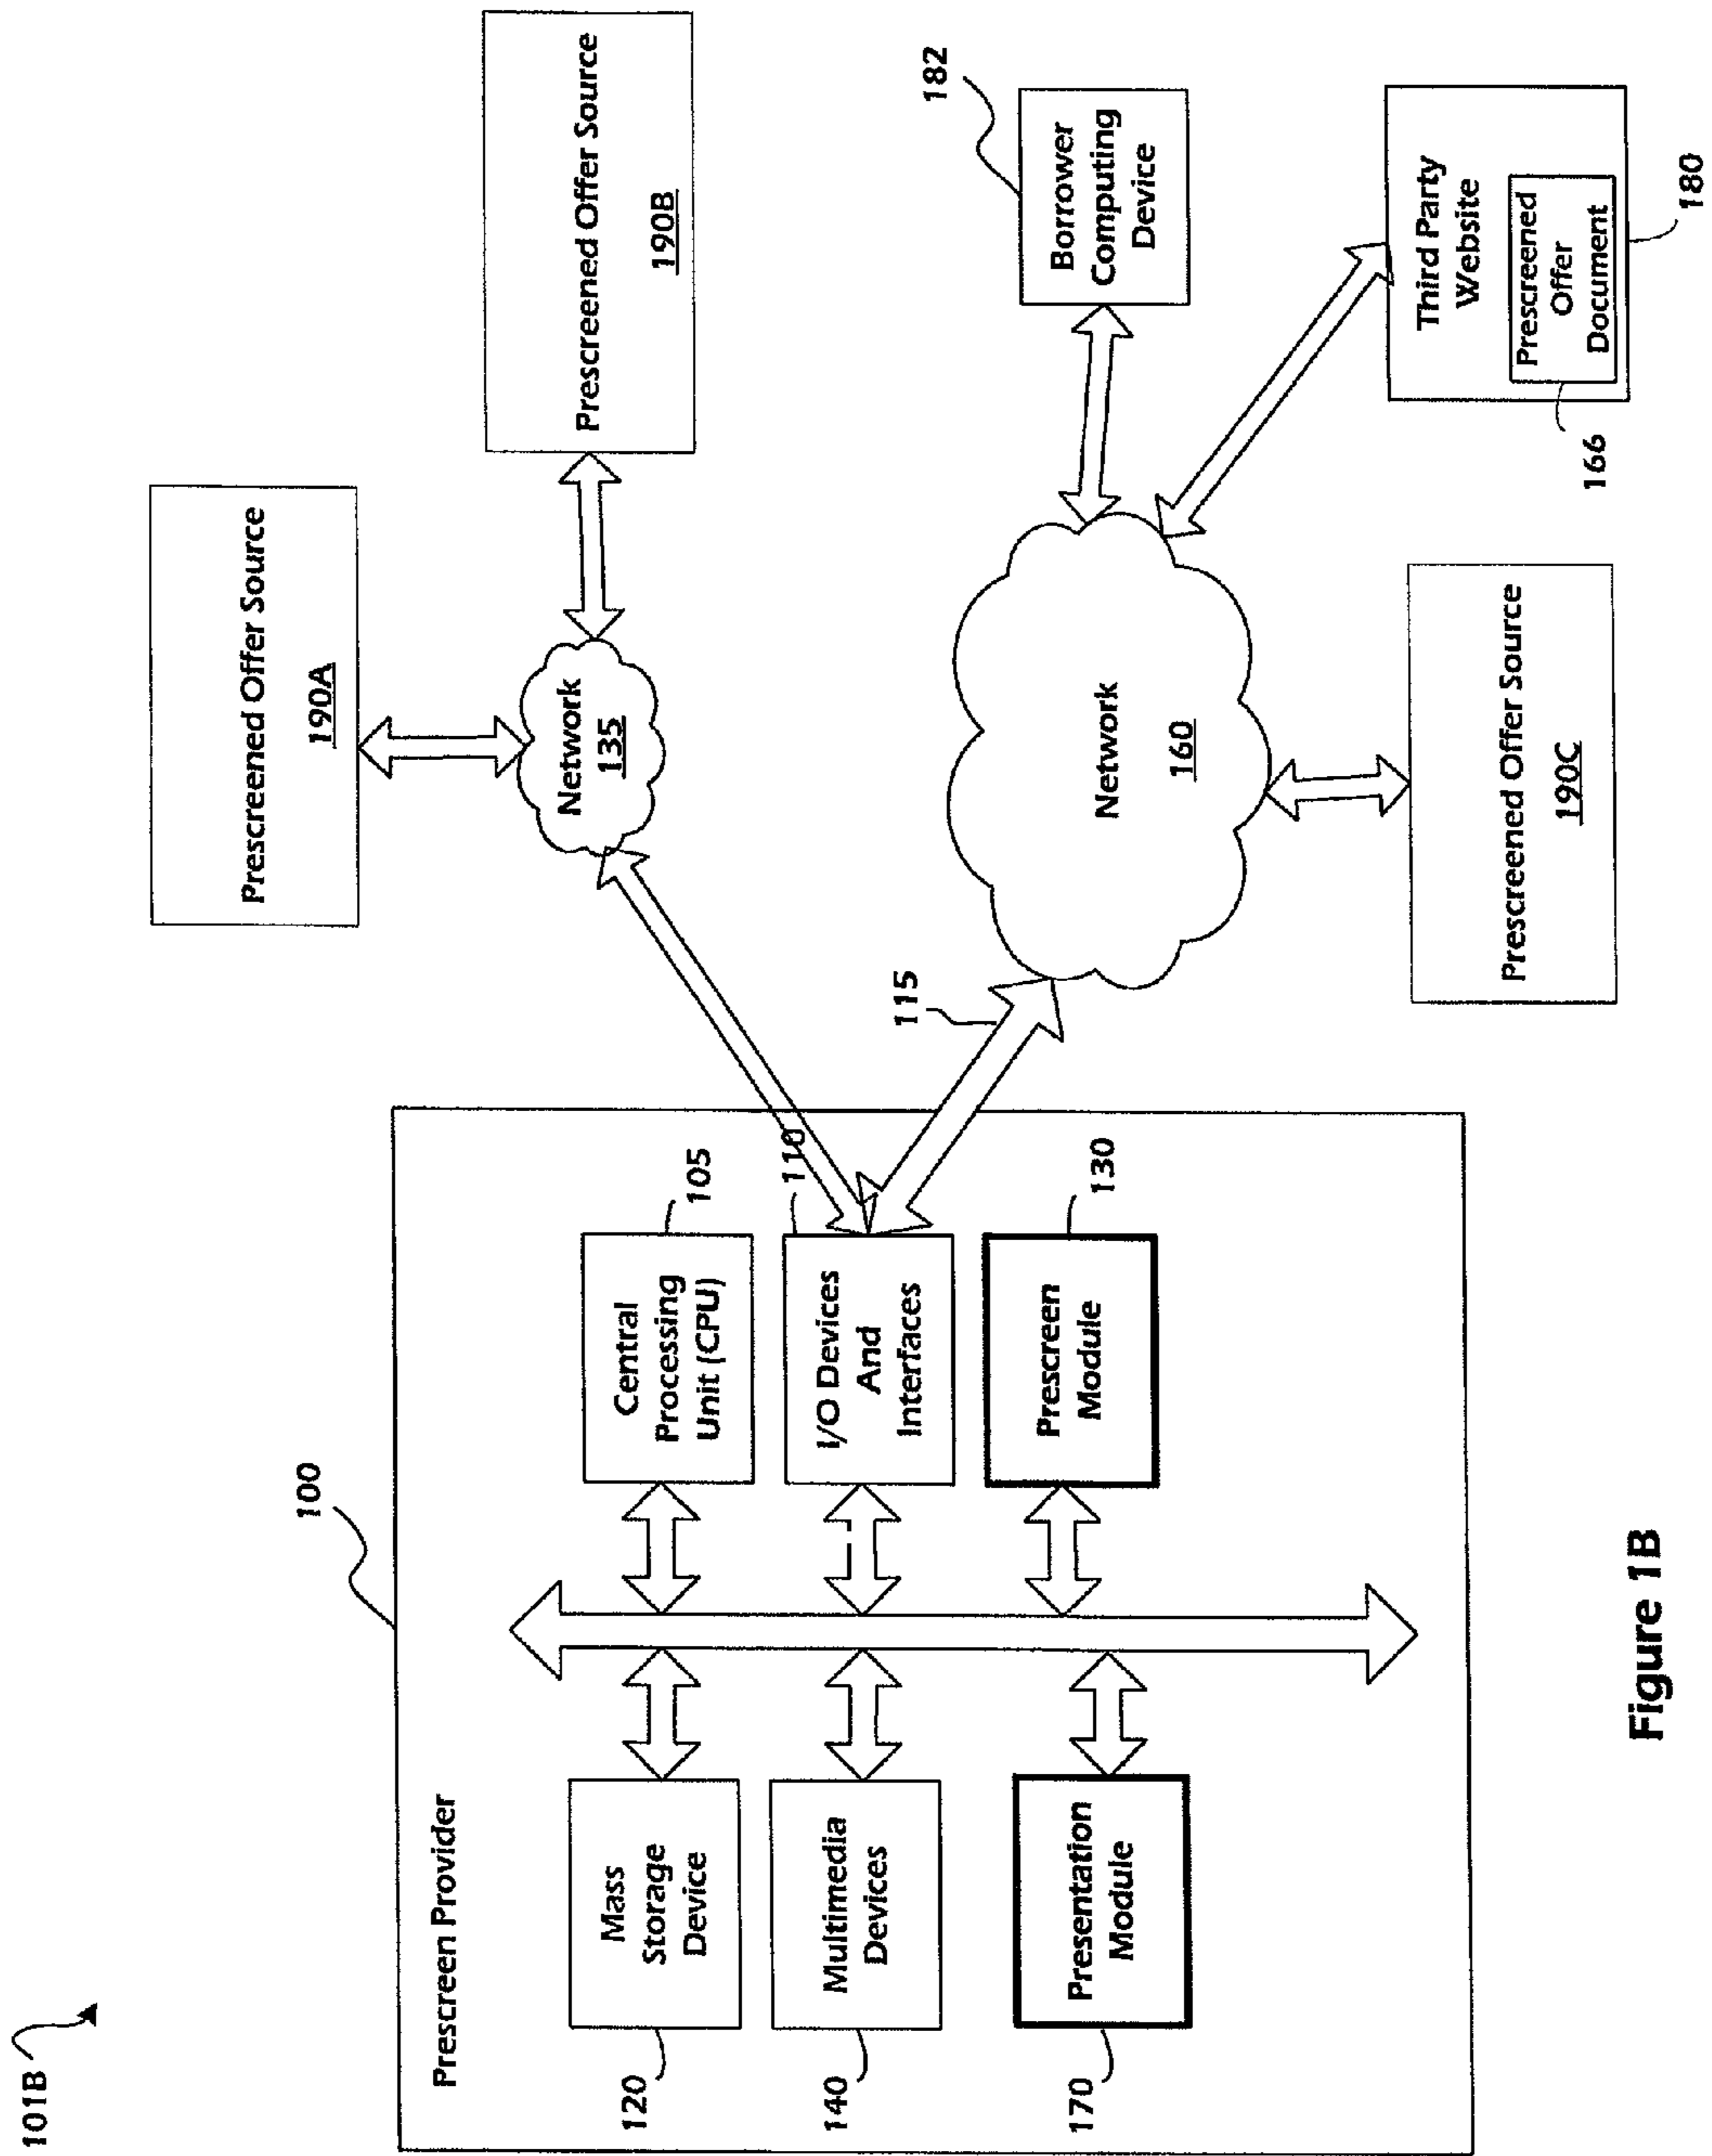 101B
100
Prescreen Provider
120
Mass
Storage
Device
Central
Processing
Unit (CPU)
105
140
Multimedia
Devices
I/O Devices
And
Interfaces
110
170
Presentation
Module
Prescreen
Module
130
115
Prescreened Offer Source
190A
Prescreened Offer Source
190B
Network
135
Network
160
Borrower
Computing
Device
182
Third Party
Website
Prescreened
Offer
Document
166
180
Prescreened Offer Source
190C
Figure 1B